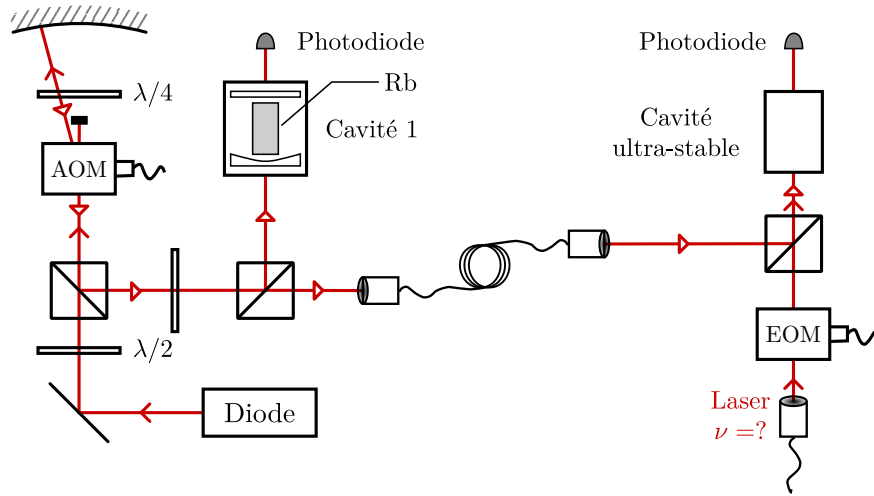 Photodiode
Photodiode
λ/4
Rb
Cavité 1
Cavité
ultra-stable
AOM
λ/2
EOM
Diode
Laser
ν =?